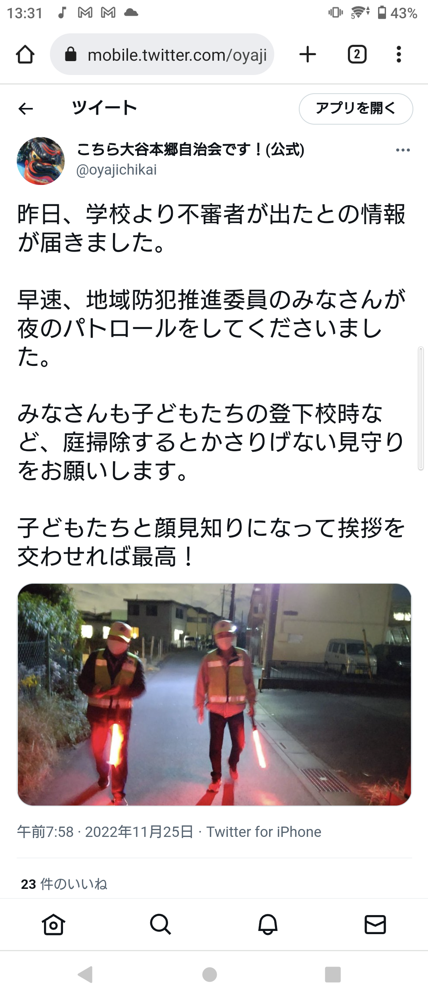 13:31
5
43%
mobile.twitter.com/oyaji
2
ツイート
アプリを開く
こちら大谷本郷自治会です！(公式)
@oyajichikai
昨日、学校より不審者が出たとの情報
が届きました。
早速、地域防犯推進委員のみなさんが
夜のパトロールをしてくださいまし
た。
みなさんも子どもたちの登下校時な
ど、庭掃除するとかさりげない見守り
をお願いします。
子どもたちと顔見知りになって挨拶を
交わせれば最高！
午前7:58 · 2022年11月25日 · Twitter for iPhone
23 件のいいね